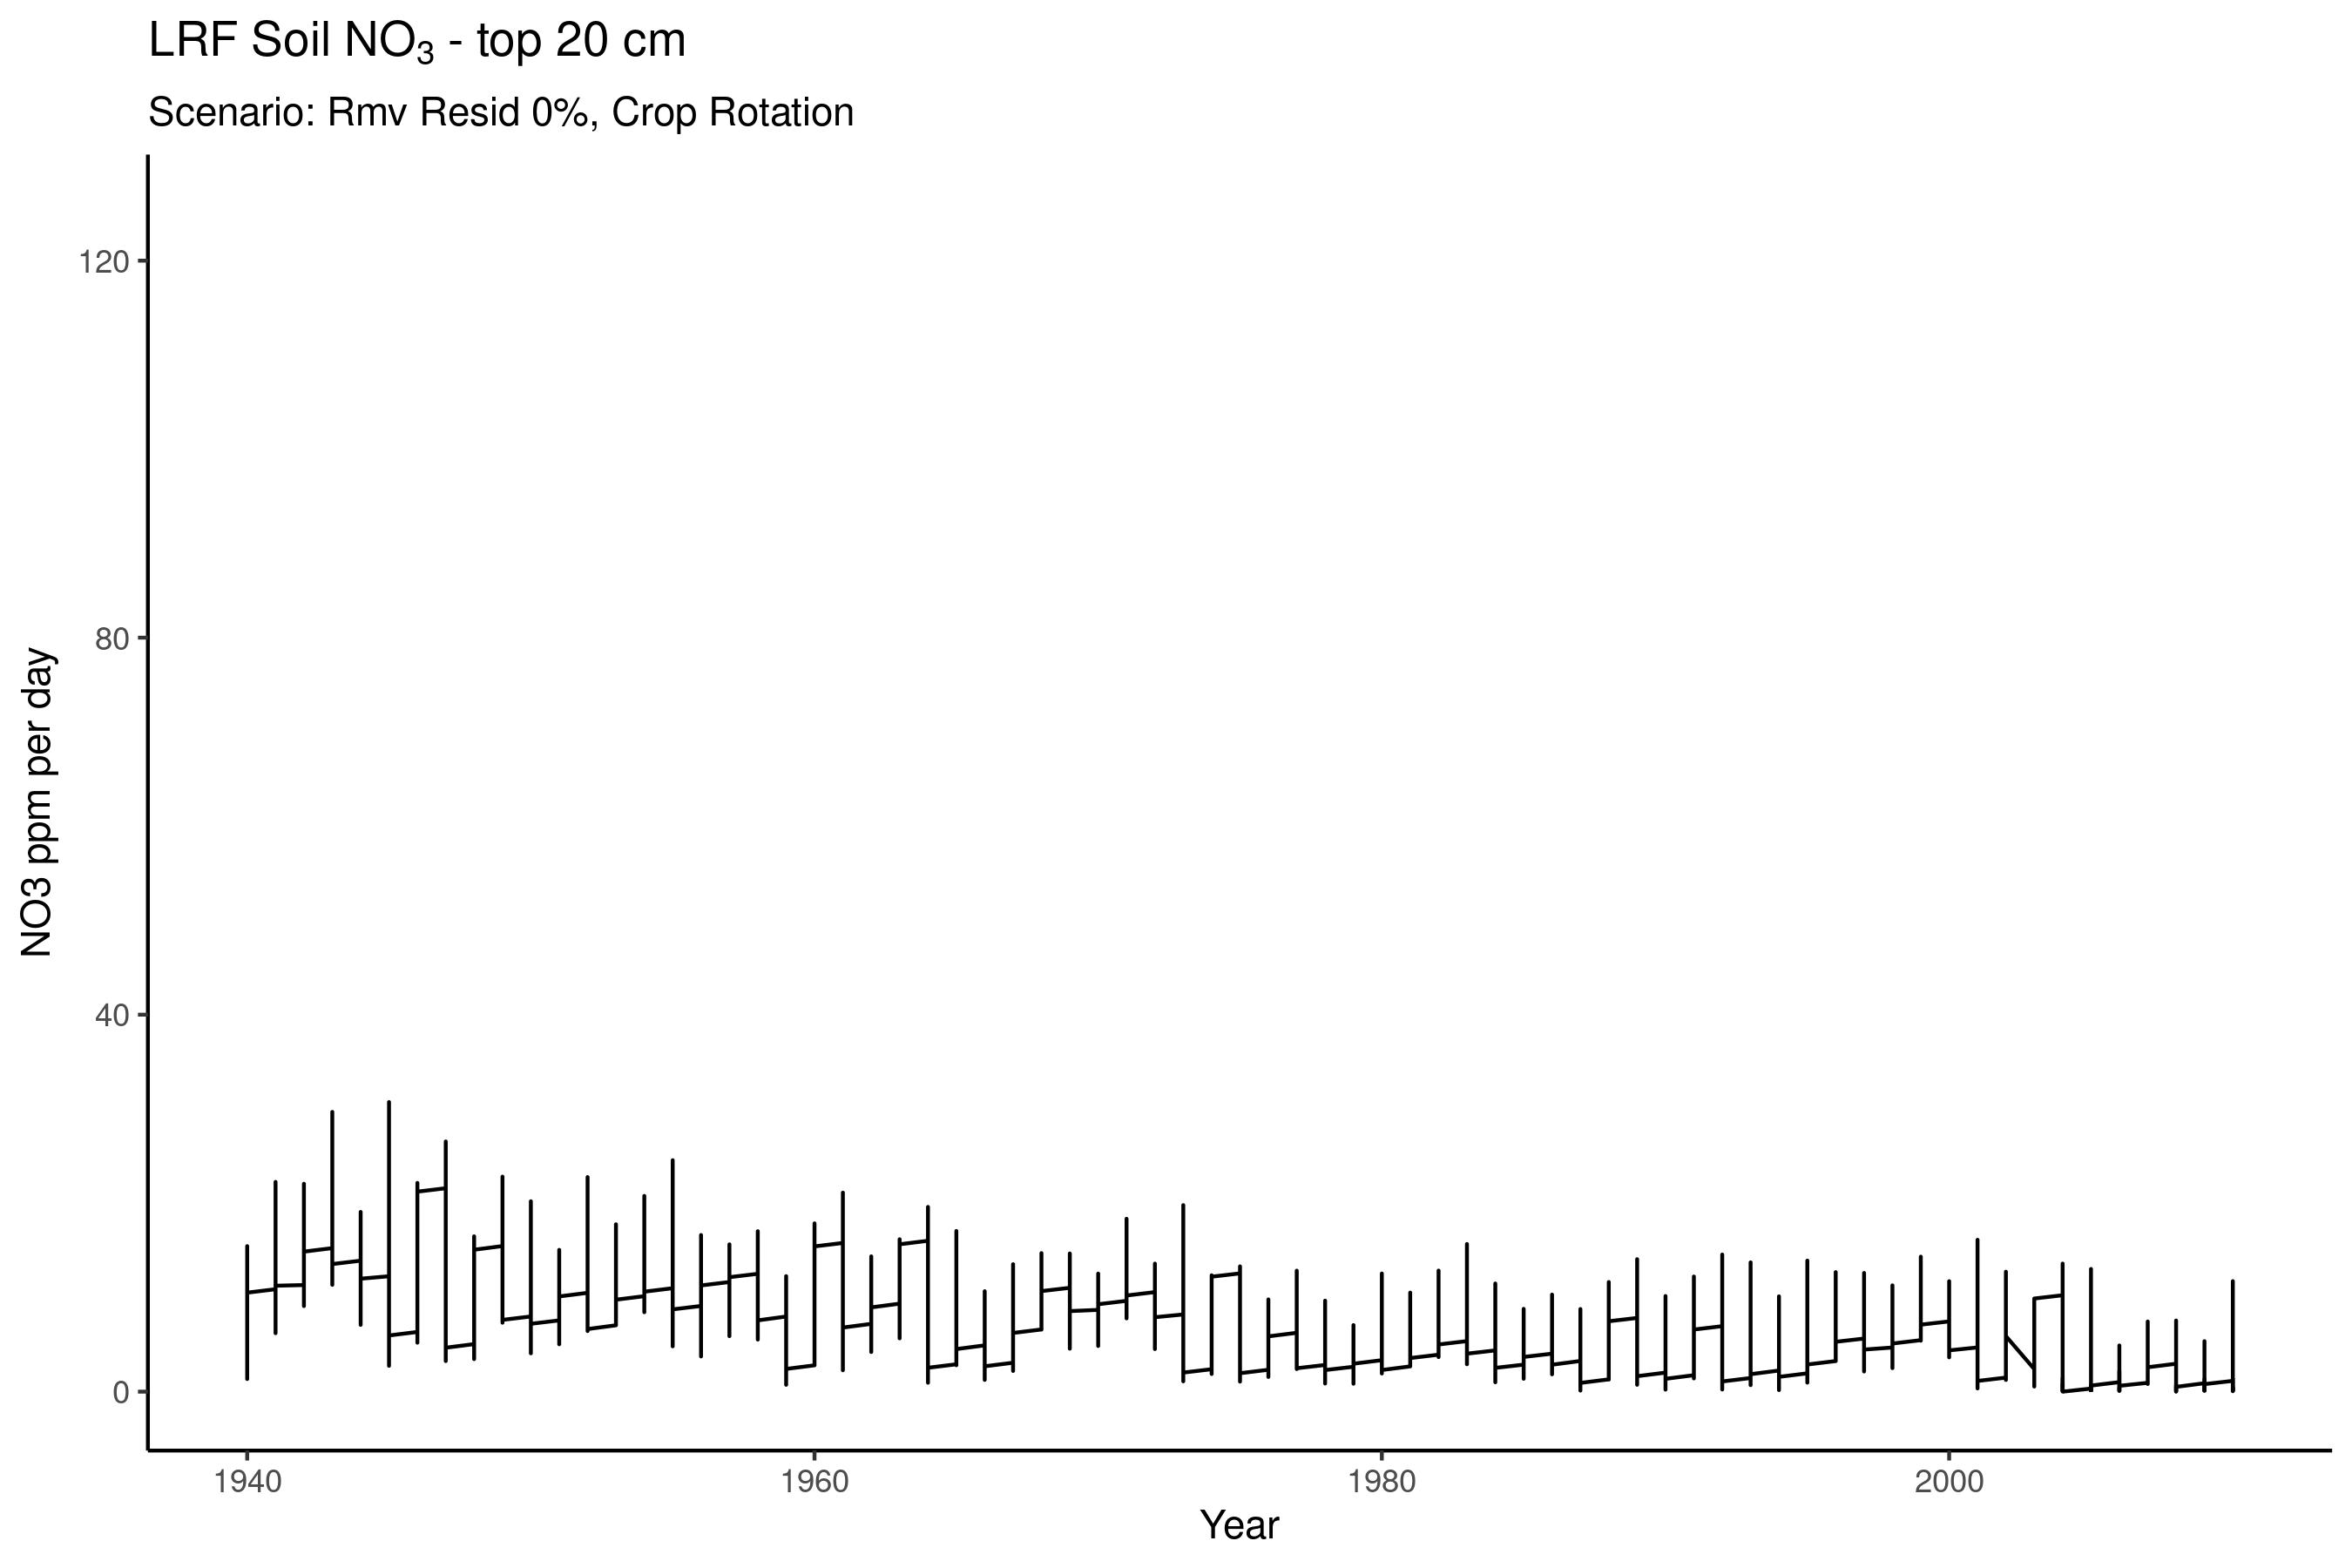 LRF Soil NO₃ - top 20 cm
Scenario: Rmv Resid 0%, Crop Rotation
NO3 ppm per day
120
80
40
0
1940 1960 1980 2000
Year